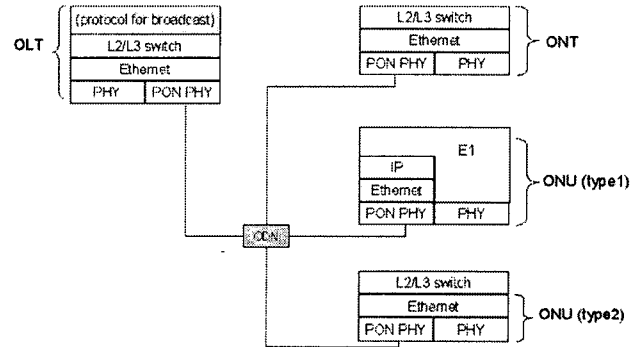 OLT
(protocol for broadcast)
L2/L3 switch
Ethernet
PHY
PON PHY
L2/L3 switch
Ethernet
PON PHY
PHY
ONT
E1
IP
Ethernet
PON PHY
PHY
ONU (type1)
ODN
L2/L3 switch
Ethernet
PON PHY
PHY
ONU (type2)